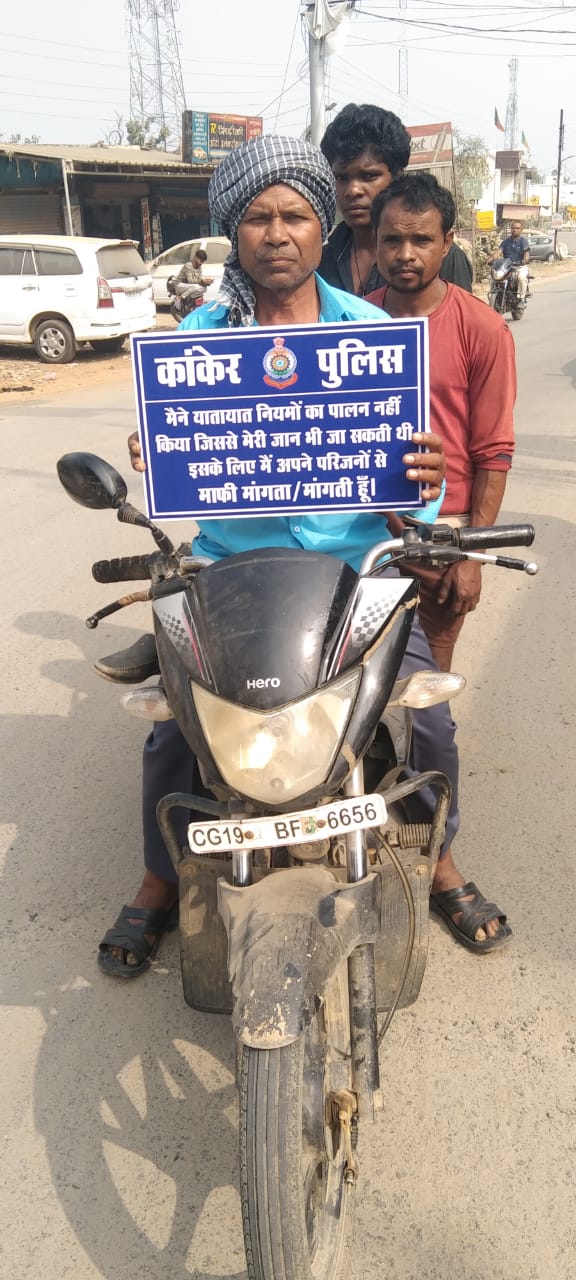 कांकेर पुलिस
मैने यातायात नियमों का पालन नहीं
किया जिससे मेरी जान भी जा सकती थी
इसके लिए मैं अपने परिजनों से
माफी मांगता/मांगती हूँ।
HERO
CG19 BF 6656